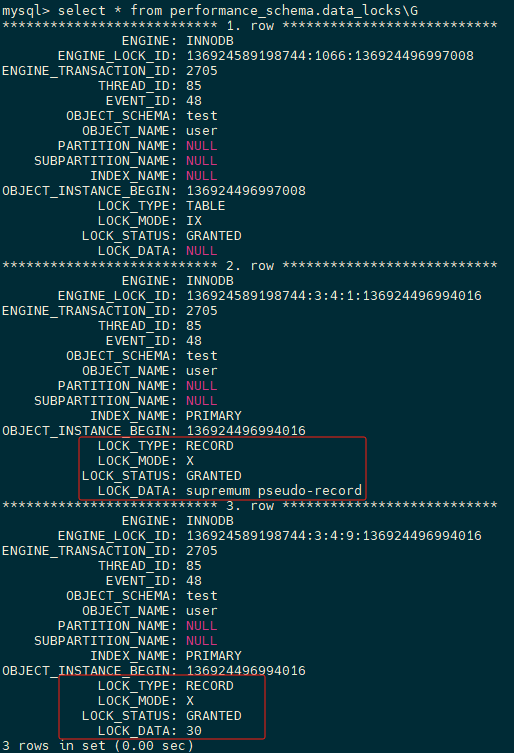 mysql> select * from performance_schema.data_locks\G
*************************** 1. row ***************************
ENGINE: INNODB
ENGINE_LOCK_ID: 136924589198744:1066:136924496997008
ENGINE_TRANSACTION_ID: 2705
THREAD_ID: 85
EVENT_ID: 48
OBJECT_SCHEMA: test
OBJECT_NAME: user
PARTITION_NAME: NULL
SUBPARTITION_NAME: NULL
INDEX_NAME: NULL
OBJECT_INSTANCE_BEGIN: 136924496997008
LOCK_TYPE: TABLE
LOCK_MODE: IX
LOCK_STATUS: GRANTED
LOCK_DATA: NULL
*************************** 2. row ***************************
ENGINE: INNODB
ENGINE_LOCK_ID: 136924589198744:3:4:1:136924496994016
ENGINE_TRANSACTION_ID: 2705
THREAD_ID: 85
EVENT_ID: 48
OBJECT_SCHEMA: test
OBJECT_NAME: user
PARTITION_NAME: NULL
SUBPARTITION_NAME: NULL
INDEX_NAME: PRIMARY
OBJECT_INSTANCE_BEGIN: 136924496994016
LOCK_TYPE: RECORD
LOCK_MODE: X
LOCK_STATUS: GRANTED
LOCK_DATA: supremum pseudo-record
*************************** 3. row ***************************
ENGINE: INNODB
ENGINE_LOCK_ID: 136924589198744:3:4:9:136924496994016
ENGINE_TRANSACTION_ID: 2705
THREAD_ID: 85
EVENT_ID: 48
OBJECT_SCHEMA: test
OBJECT_NAME: user
PARTITION_NAME: NULL
SUBPARTITION_NAME: NULL
INDEX_NAME: PRIMARY
OBJECT_INSTANCE_BEGIN: 136924496994016
LOCK_TYPE: RECORD
LOCK_MODE: X
LOCK_STATUS: GRANTED
LOCK_DATA: 30
3 rows in set (0.00 sec)